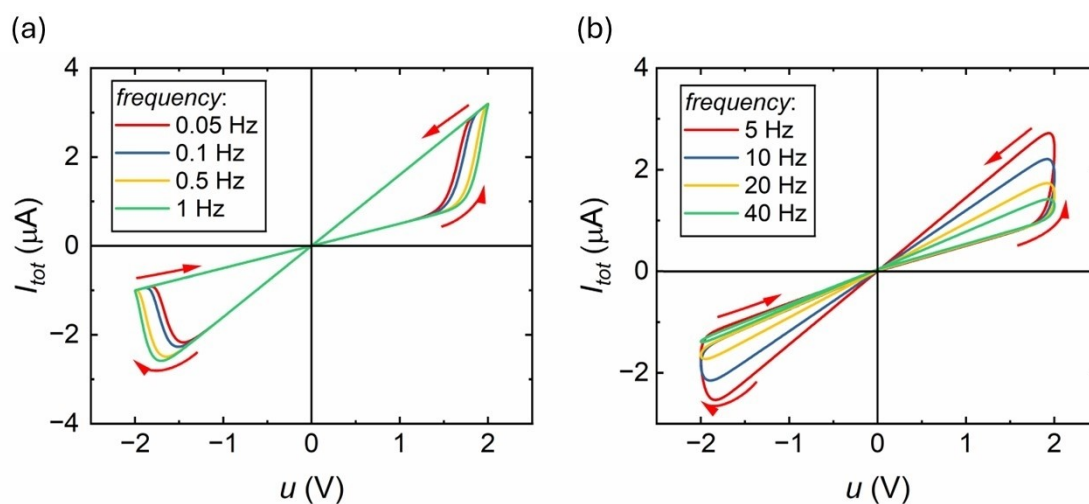 (a)
(b)
4
2
0
−2
−4
I_tot (μA)
frequency:
0.05 Hz
0.1 Hz
0.5 Hz
1 Hz
−2 −1 0 1 2
u (V)
4
2
0
−2
I_tot (μA)
frequency:
5 Hz
10 Hz
20 Hz
40 Hz
−2 −1 0 1 2
u (V)